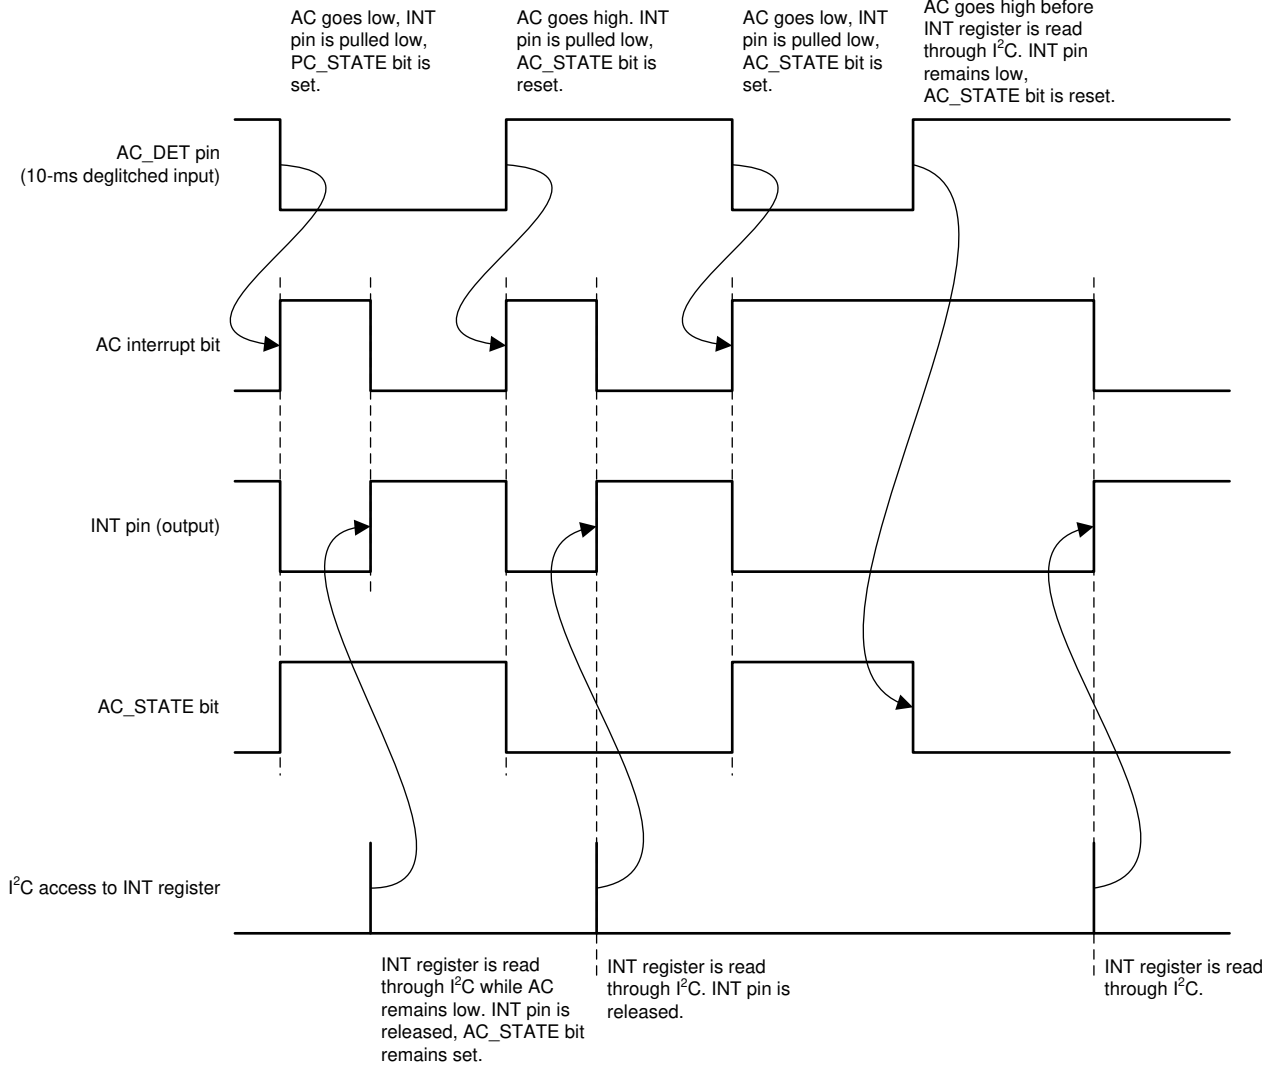 AC goes low, INT
pin is pulled low,
PC_STATE bit is
set.
AC goes high. INT
pin is pulled low,
AC_STATE bit is
reset.
AC goes low, INT
pin is pulled low,
AC_STATE bit is
set.
AC goes high before
INT register is read
through I²C. INT pin
remains low,
AC_STATE bit is reset.
AC_DET pin
(10-ms deglitched input)
AC interrupt bit
INT pin (output)
AC_STATE bit
I²C access to INT register
INT register is read
through I²C while AC
remains low. INT pin is
released, AC_STATE bit
remains set.
INT register is read
through I²C. INT pin is
released.
INT register is read
through I²C.